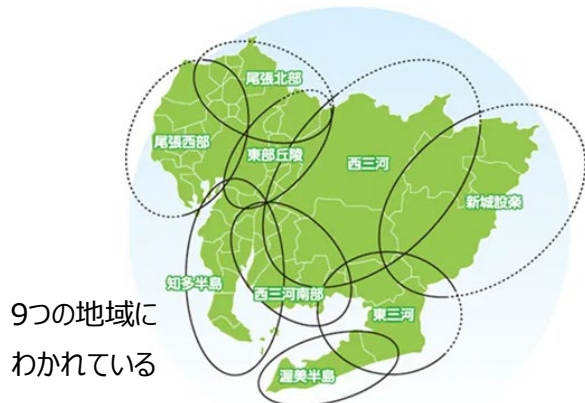 尾張北部
尾張西部
東部丘陵
西三河
新城設楽
知多半島
西三河南部
東三河
渥美半島
9つの地域に
わかれている